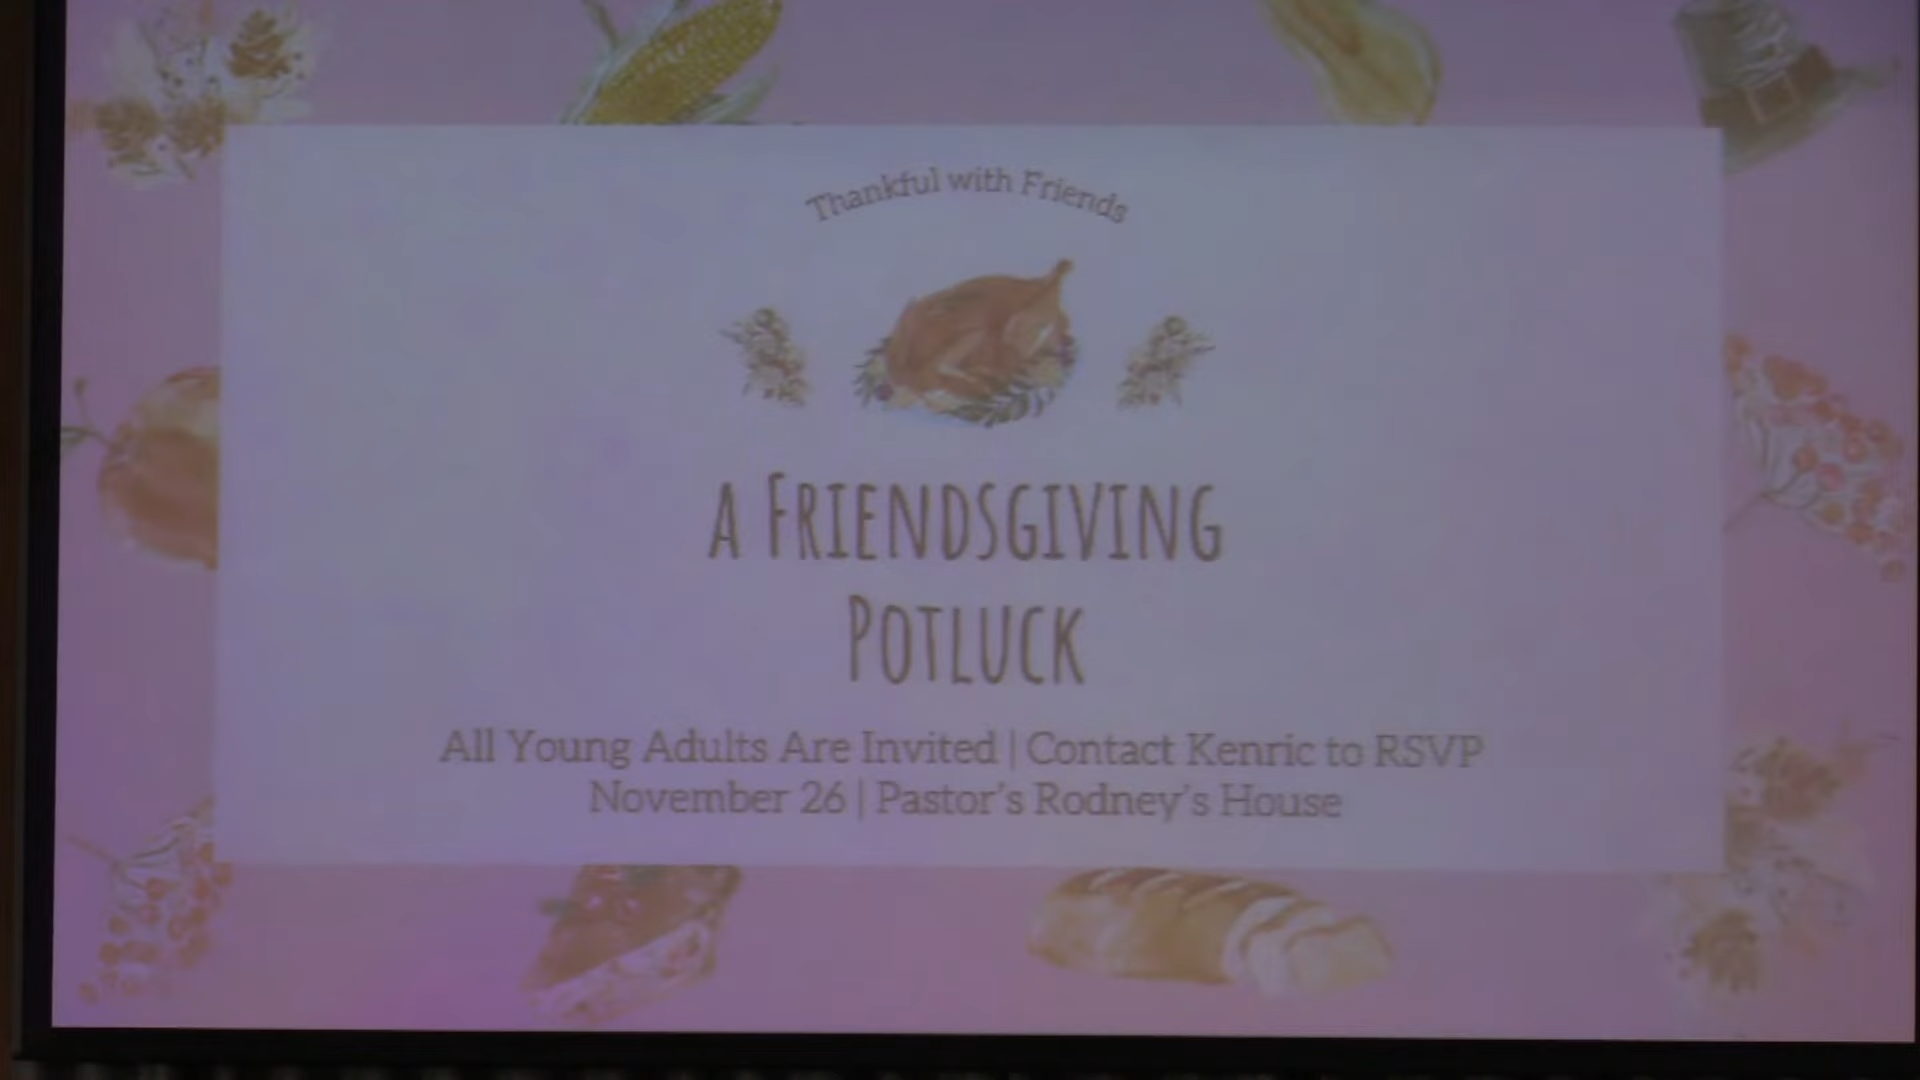 Thankful with Friends
A FRIENDSGIVING
POTLUCK
All Young Adults Are Invited | Contact Kenric to RSVP
November 26 | Pastor's Rodney's House